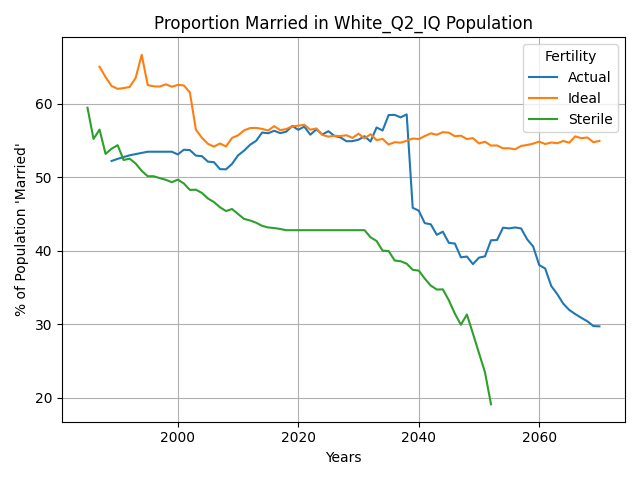 Proportion Married in White_Q2_IQ Population
Fertility
Actual
Ideal
Sterile
% of Population 'Married'
60
50
40
30
20
2000
2020
2040
2060
Years